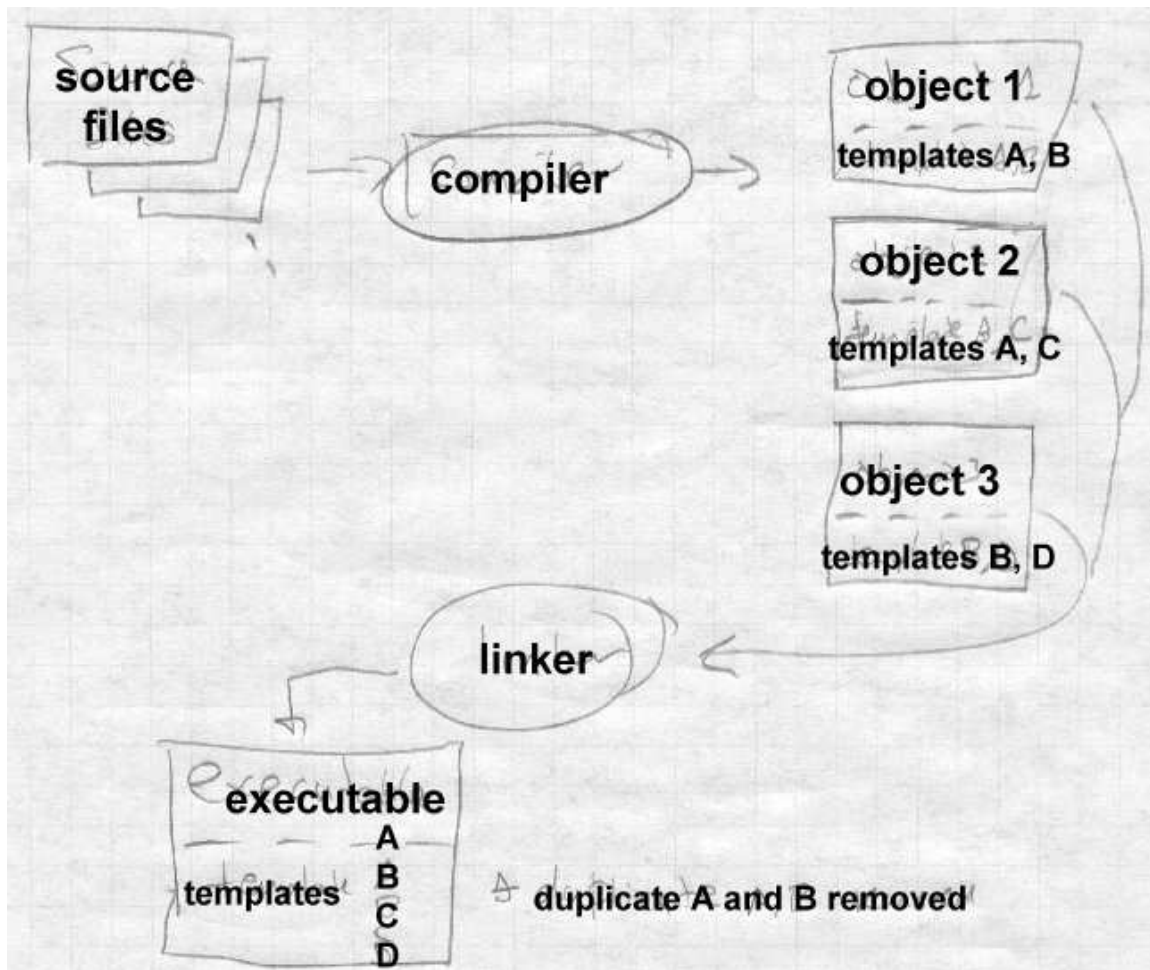 source
files
compiler
object 1
templates A, B
object 2
templates A, C
object 3
templates B, D
linker
executable
A
templates B
C
D
duplicate A and B removed